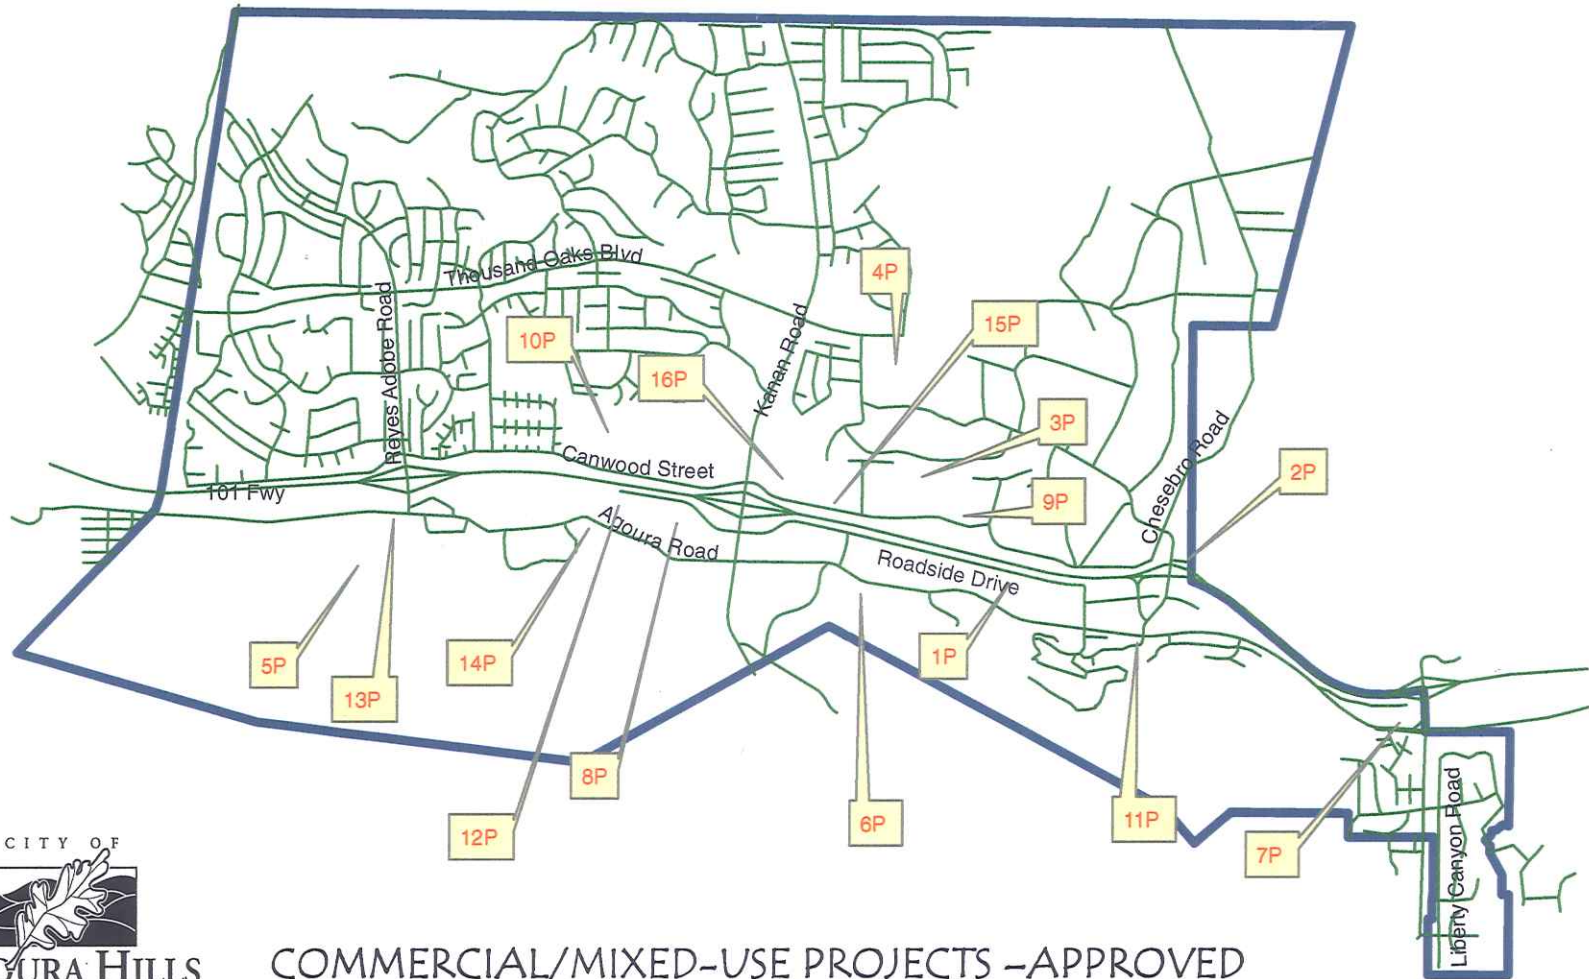 Thousand Oaks Blvd
4P
Reyes Adobe Road
10P
15P
Kanan Road
16P
3P
Canwood Street
Chesebro Road
2P
101 Fwy
9P
Agoura Road
Roadside Drive
5P
14P
1P
13P
8P
12P
6P
11P
7P
Liberty Canyon Road
CITY OF
GURA HILLS
COMMERCIAL/MIXED-USE PROJECTS -APPROVED